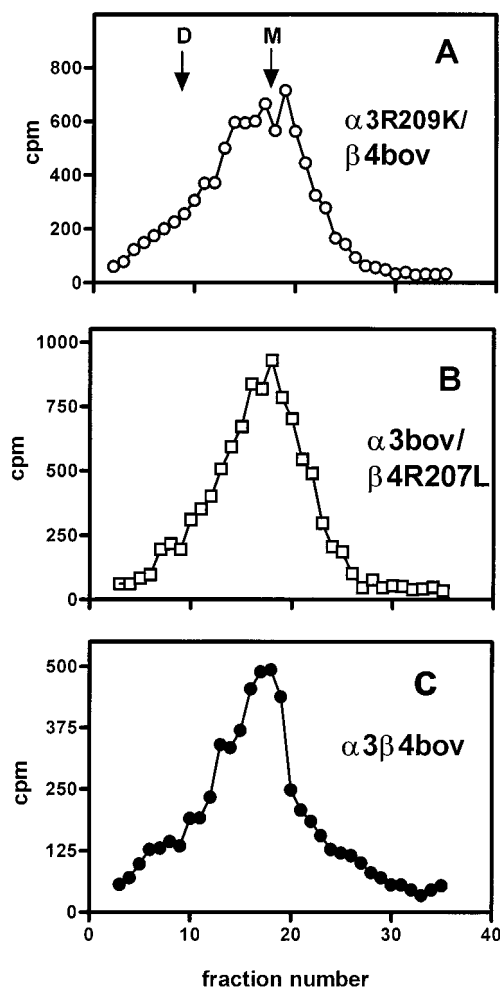 D M
A
α3R209K/
β4bov
cpm
800
600
400
200
0
B
α3bov/
β4R207L
cpm
1000
750
500
250
0
C
α3β4bov
cpm
500
375
250
125
0
0 10 20 30 40
fraction number